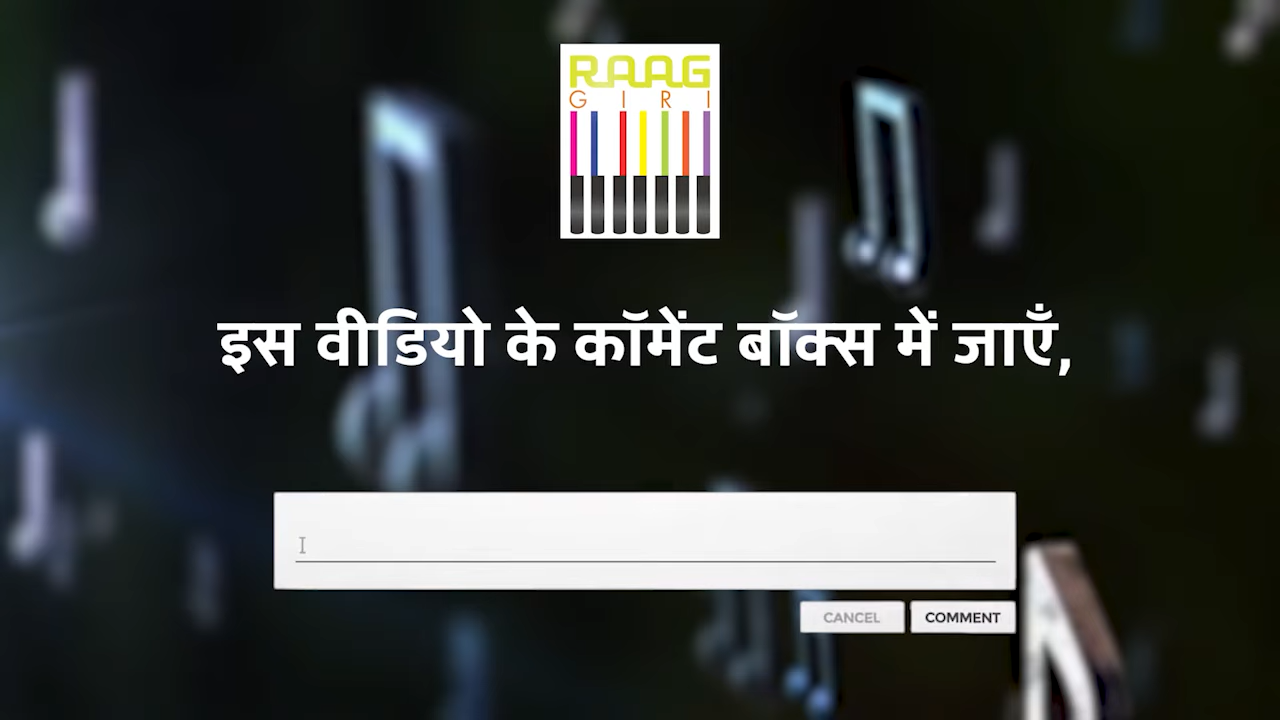 RAAG
GIRI
इस वीडियो के कॉमेंट बॉक्स में जाएँ,
CANCEL COMMENT